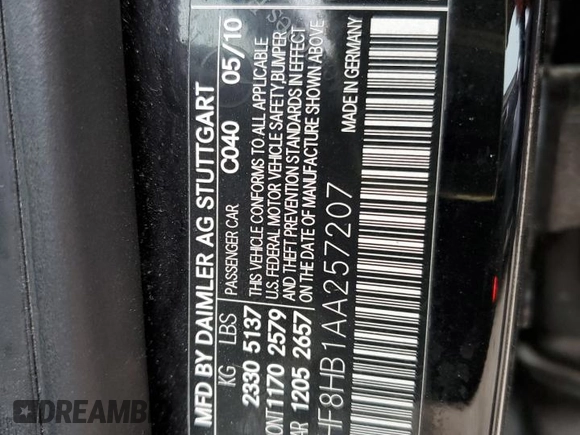 MFD BY DAIMLER AG STUTTGART
KG LBS PASSENGER CAR C040 05/10
2330 5137 THIS VEHICLE CONFORMS TO ALL APPLICABLE
U.S. FEDERAL MOTOR VEHICLE SAFETY,BUMPER
1170 2579 AND THEFT PREVENTION STANDARDS IN EFFECT
1205 2657 ON THE DATE OF MANUFACTURE SHOWN ABOVE
MADE IN GERMANY
HF8HB1AA257207
DREAMBID